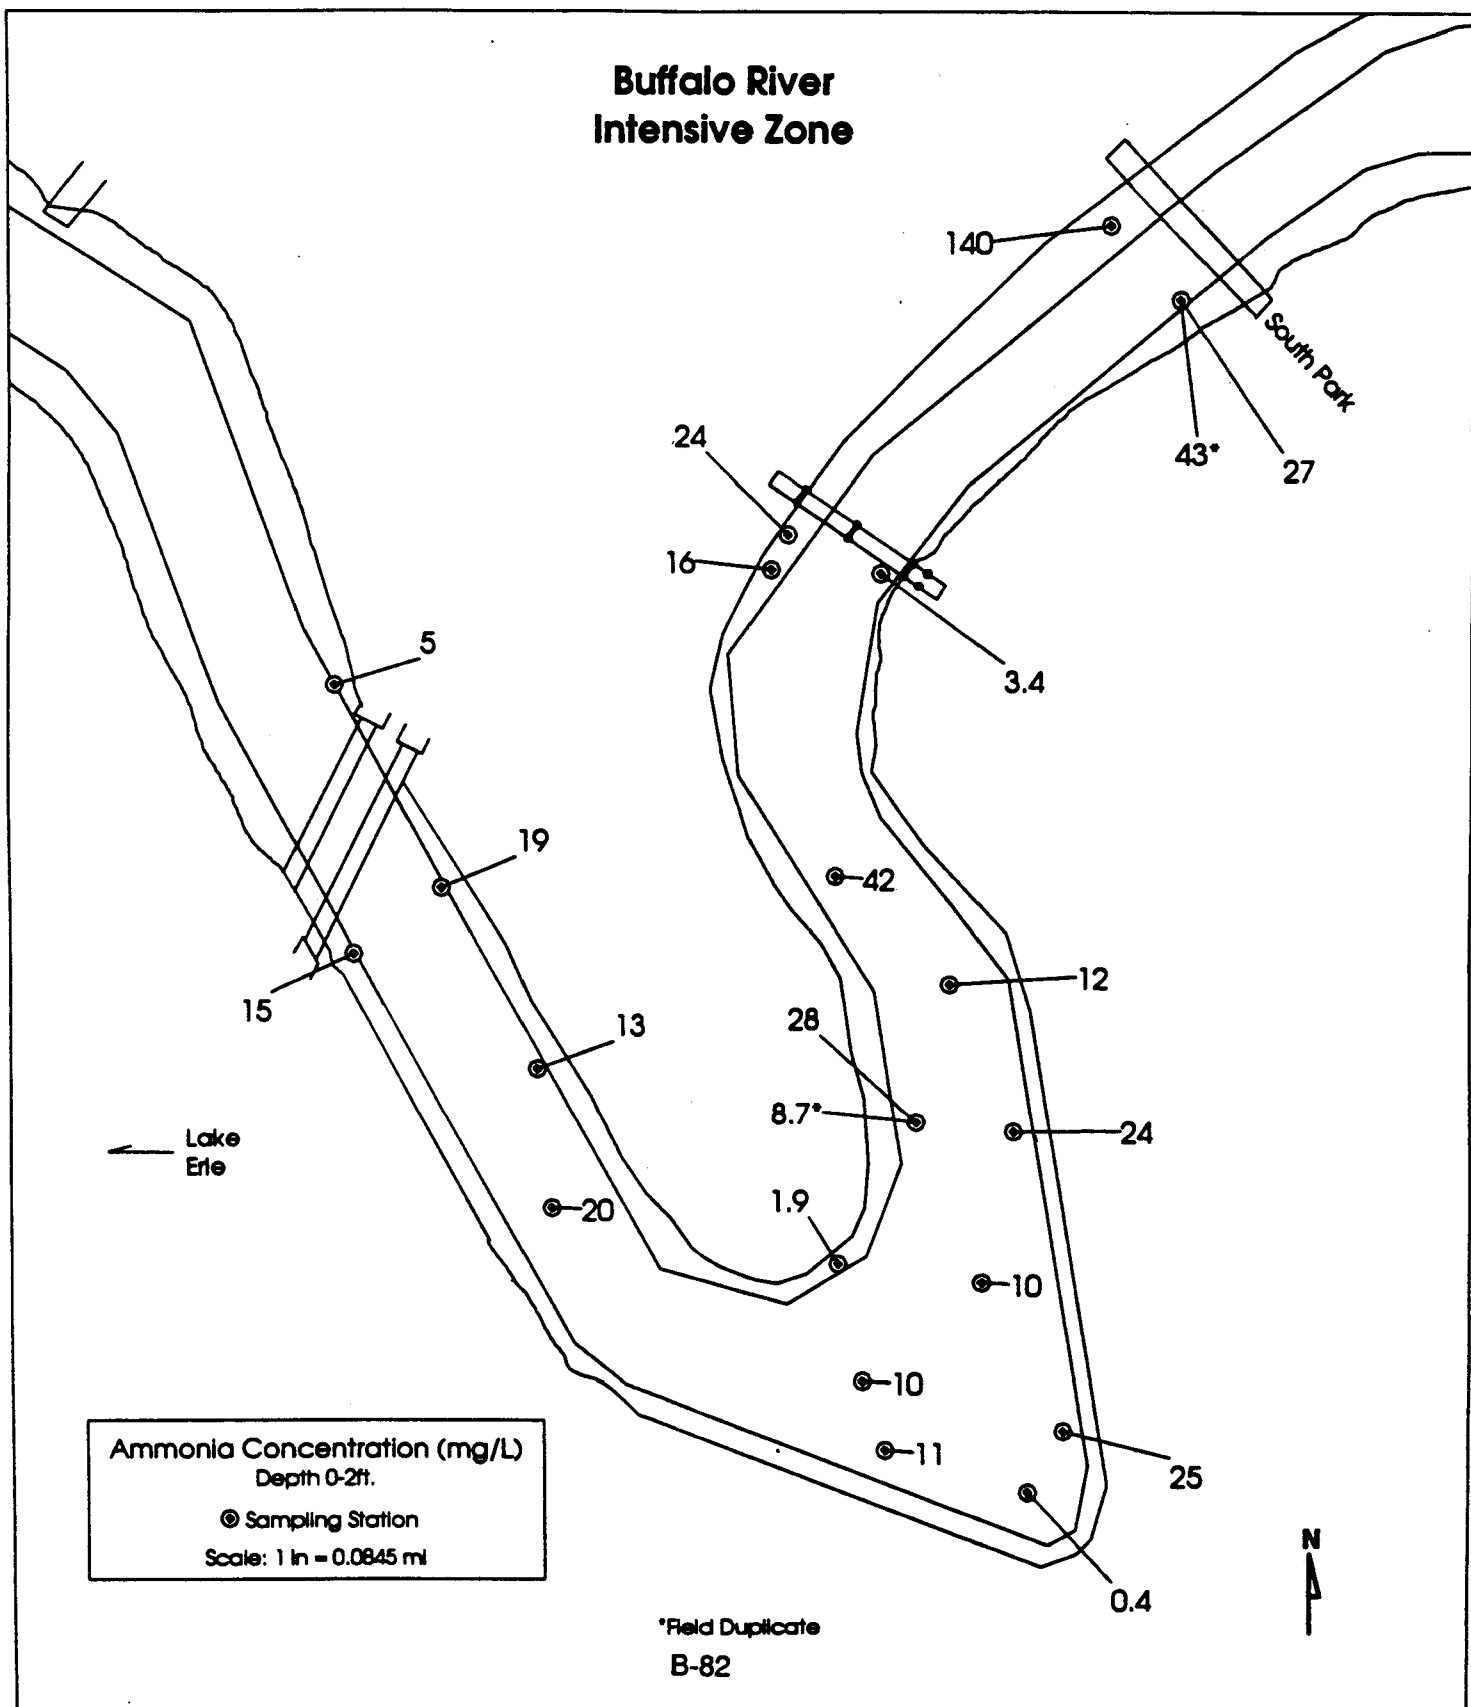 Buffalo River
Intensive Zone
140
South Park
24
43*
27
16
3.4
5
19
42
15
12
13
28
8.7*
24
Lake
Erie
20
1.9
10
10
11
25
0.4
Ammonia Concentration (mg/L)
Depth 0-2ft.
Sampling Station
Scale: 1 in = 0.0845 mi
N
*Field Duplicate
B-82